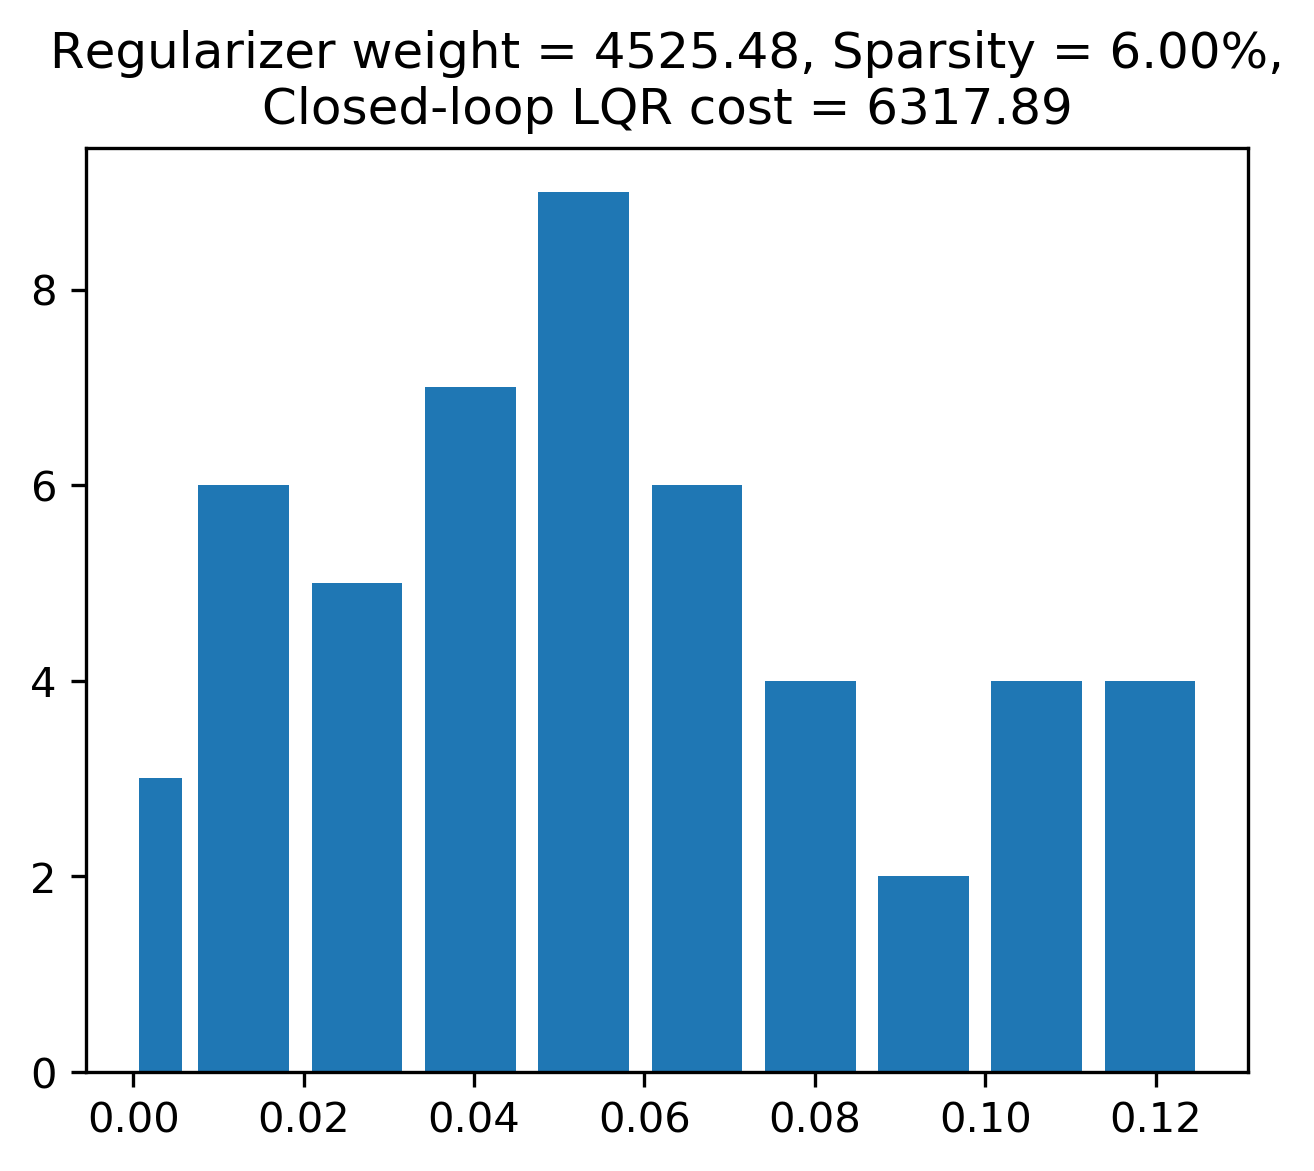 Regularizer weight = 4525.48, Sparsity = 6.00%,
Closed-loop LQR cost = 6317.89
8
6
4
2
0
0.00 0.02 0.04 0.06 0.08 0.10 0.12